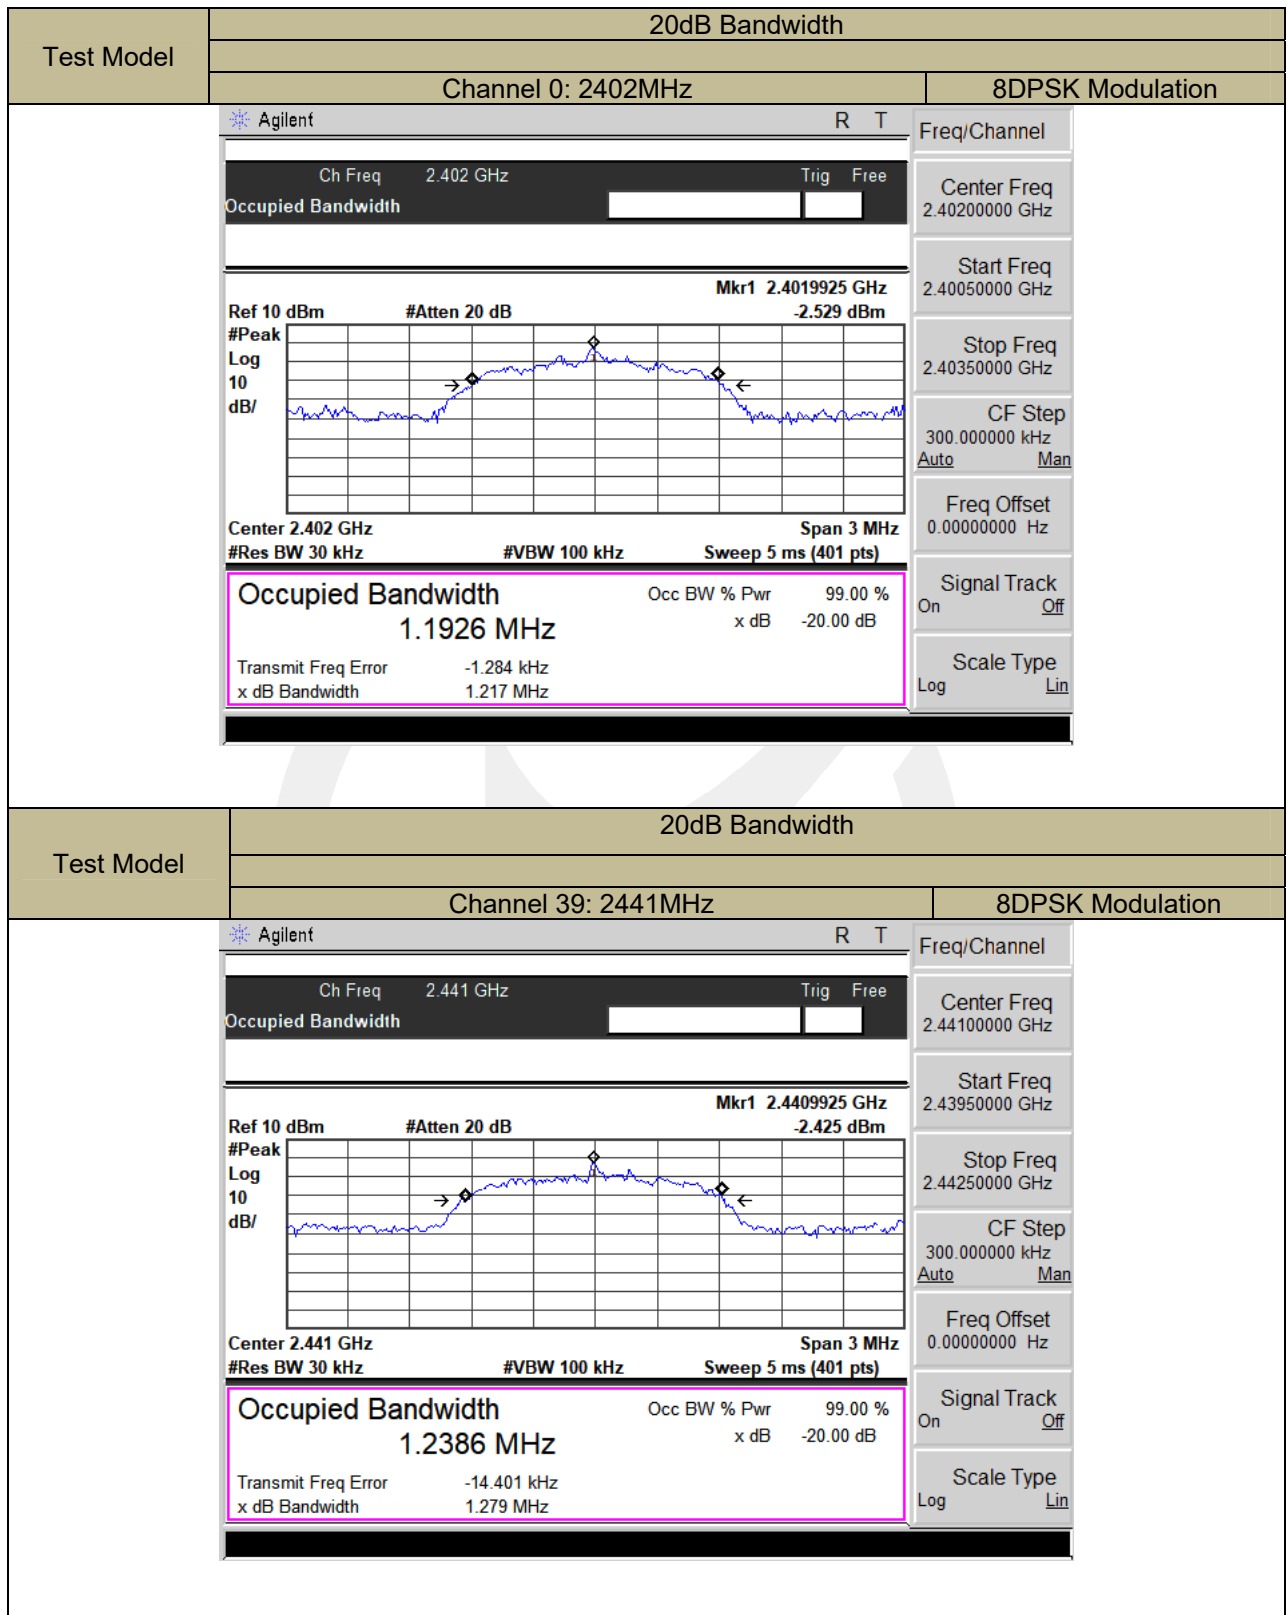 20dB Bandwidth
Test Model
Channel 0: 2402MHz 8DPSK Modulation
Agilent R T
Freq/Channel
Ch Freq 2.402 GHz Trig Free
Occupied Bandwidth
Center Freq
2.40200000 GHz
Start Freq
2.40050000 GHz
Mkr1 2.4019925 GHz
Ref 10 dBm #Atten 20 dB -2.529 dBm
#Peak
Log
10
dB/
1
Stop Freq
2.40350000 GHz
CF Step
300.000000 kHz
Auto Man
Freq Offset
0.00000000 Hz
Center 2.402 GHz Span 3 MHz
#Res BW 30 kHz #VBW 100 kHz Sweep 5 ms (401 pts)
Occupied Bandwidth Occ BW % Pwr 99.00 %
1.1926 MHz x dB -20.00 dB
Transmit Freq Error -1.284 kHz
x dB Bandwidth 1.217 MHz
Signal Track
On Off
Scale Type
Log Lin
20dB Bandwidth
Test Model
Channel 39: 2441MHz 8DPSK Modulation
Agilent R T
Freq/Channel
Ch Freq 2.441 GHz Trig Free
Occupied Bandwidth
Center Freq
2.44100000 GHz
Start Freq
2.43950000 GHz
Mkr1 2.4409925 GHz
Ref 10 dBm #Atten 20 dB -2.425 dBm
#Peak
Log
10
dB/
1
Stop Freq
2.44250000 GHz
CF Step
300.000000 kHz
Auto Man
Freq Offset
0.00000000 Hz
Center 2.441 GHz Span 3 MHz
#Res BW 30 kHz #VBW 100 kHz Sweep 5 ms (401 pts)
Occupied Bandwidth Occ BW % Pwr 99.00 %
1.2386 MHz x dB -20.00 dB
Transmit Freq Error -14.401 kHz
x dB Bandwidth 1.279 MHz
Signal Track
On Off
Scale Type
Log Lin